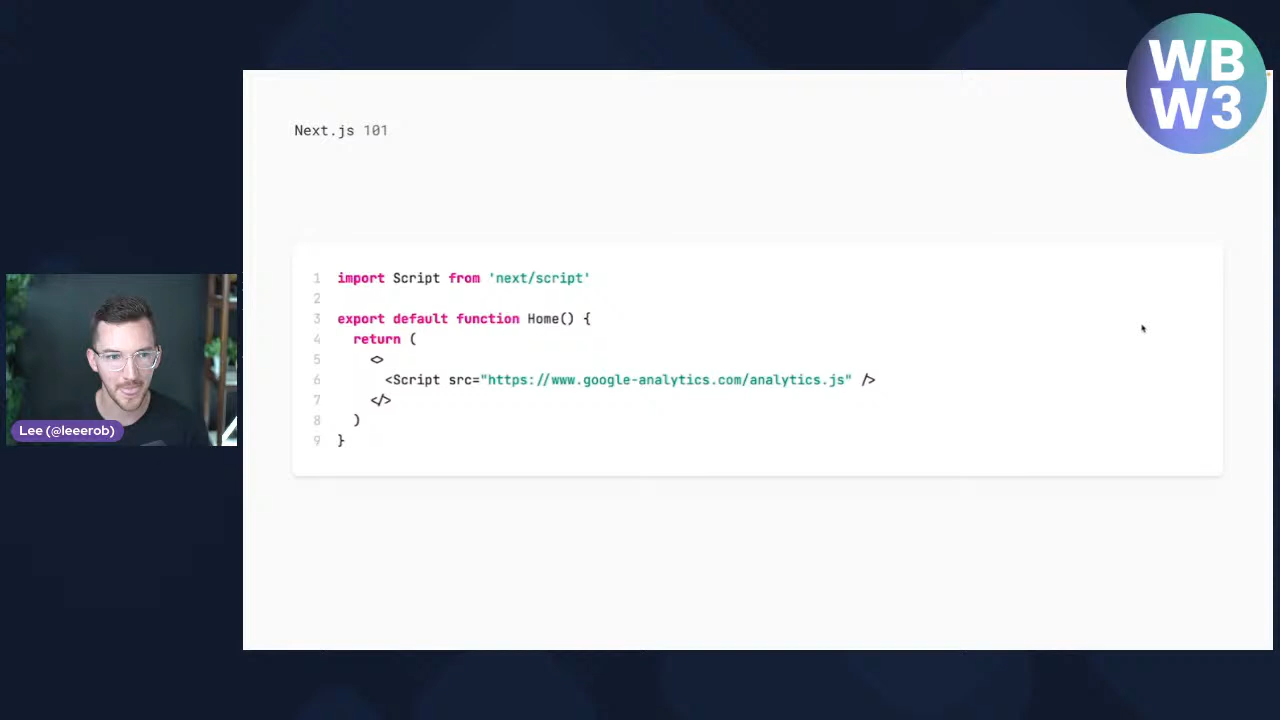 WB
W3
Next.js 101
1 import Script from 'next/script'
2
3 export default function Home() {
4 return (
5 <>
6 <Script src="https://www.google-analytics.com/analytics.js" />
7 </>
8 )
9 }
Lee (@leeerob)